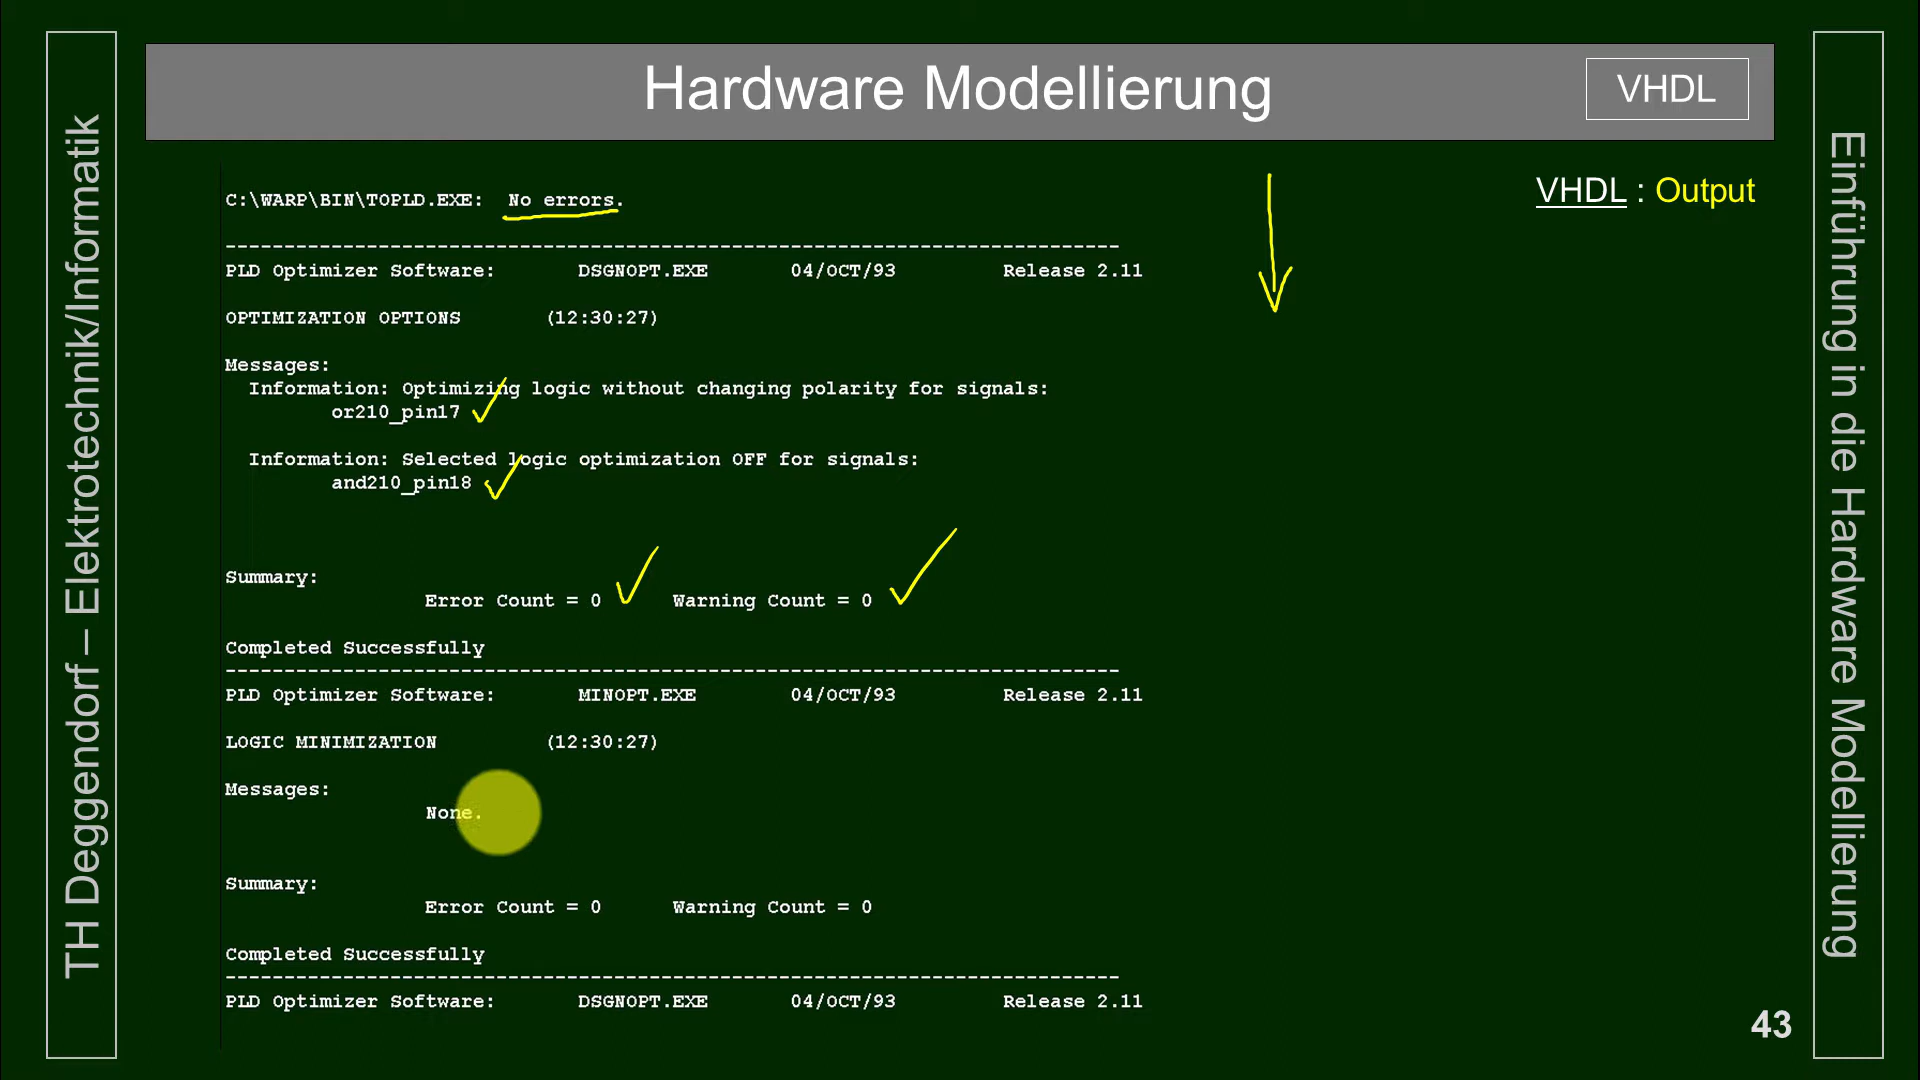 TH Deggendorf – Elektrotechnik/Informatik
Hardware Modellierung
VHDL
Einführung in die Hardware Modellierung
VHDL : Output
C:\WARP\BIN\TOPLD.EXE:  No errors.
----------------------------------------------------------------------------
PLD Optimizer Software:       DSGNOPT.EXE       04/OCT/93         Release 2.11
OPTIMIZATION OPTIONS       (12:30:27)
Messages:
  Information: Optimizing logic without changing polarity for signals:
         or210_pin17
  Information: Selected logic optimization OFF for signals:
         and210_pin18
Summary:
                 Error Count = 0      Warning Count = 0
Completed Successfully
----------------------------------------------------------------------------
PLD Optimizer Software:       MINOPT.EXE        04/OCT/93         Release 2.11
LOGIC MINIMIZATION         (12:30:27)
Messages:
                 None.
Summary:
                 Error Count = 0      Warning Count = 0
Completed Successfully
----------------------------------------------------------------------------
PLD Optimizer Software:       DSGNOPT.EXE       04/OCT/93         Release 2.11
43